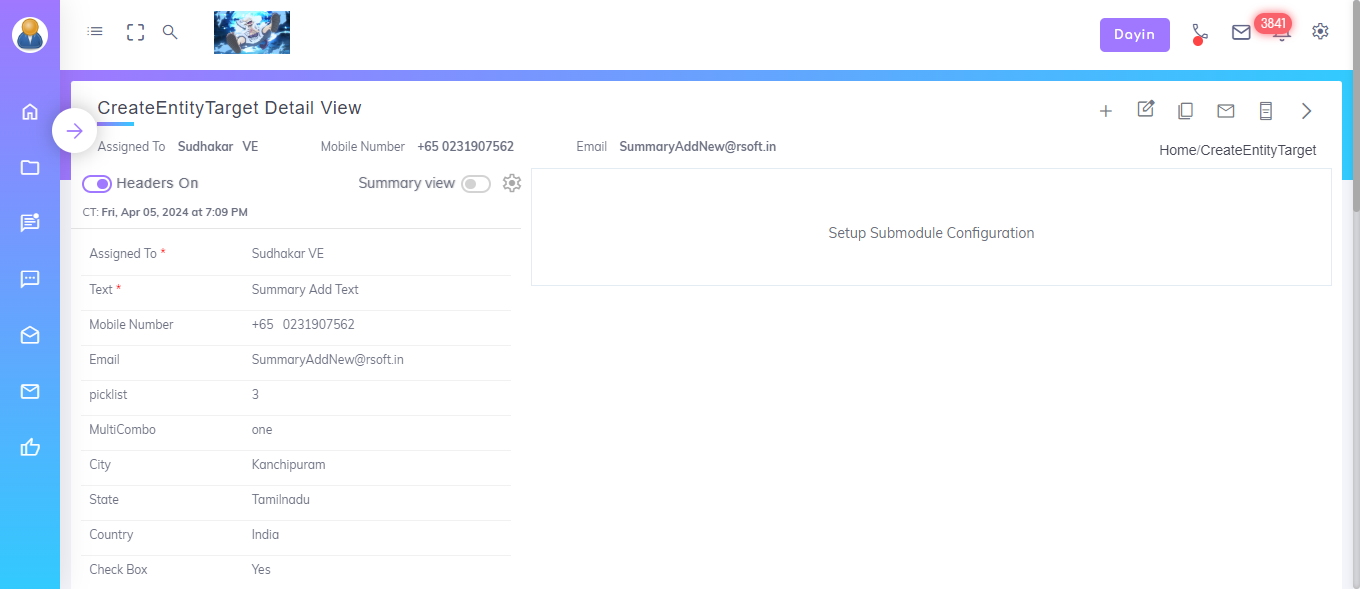 Dayin
3841
CreateEntityTarget Detail View
Assigned To Sudhakar VE Mobile Number +65 0231907562 Email SummaryAddNew@rsoft.in
Home/CreateEntityTarget
Headers On Summary view
CT: Fri, Apr 05, 2024 at 7:09 PM
Setup Submodule Configuration
Assigned To * Sudhakar VE
Text * Summary Add Text
Mobile Number +65 0231907562
Email SummaryAddNew@rsoft.in
picklist 3
MultiCombo one
City Kanchipuram
State Tamilnadu
Country India
Check Box Yes